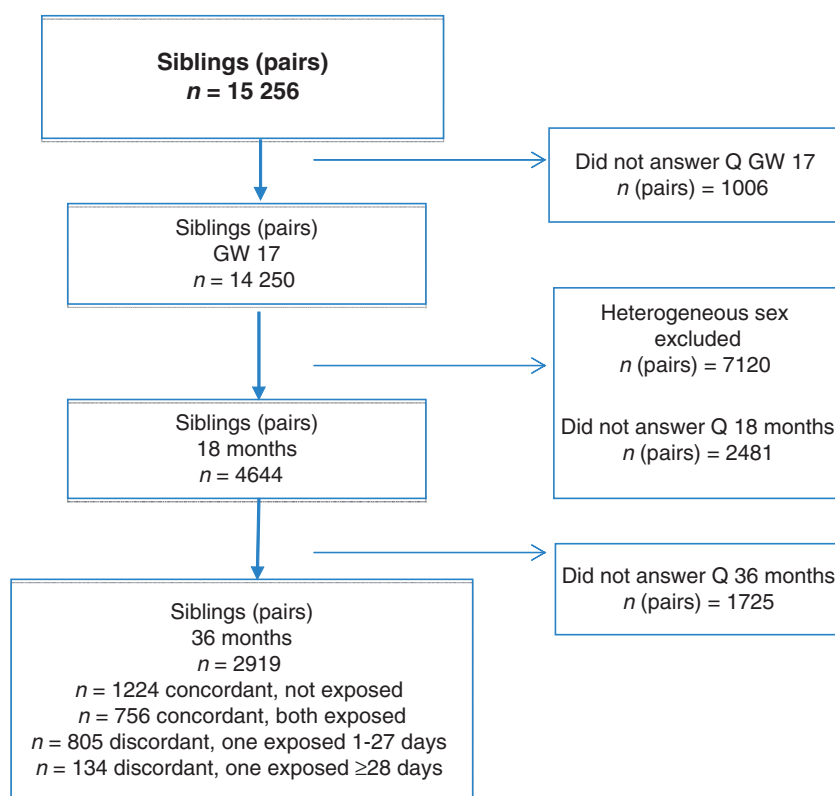 Siblings (pairs)
n = 15 256
Did not answer Q GW 17
n (pairs) = 1006
Siblings (pairs)
GW 17
n = 14 250
Heterogeneous sex
excluded
n (pairs) = 7120
Did not answer Q 18 months
n (pairs) = 2481
Siblings (pairs)
18 months
n = 4644
Did not answer Q 36 months
n (pairs) = 1725
Siblings (pairs)
36 months
n = 2919
n = 1224 concordant, not exposed
n = 756 concordant, both exposed
n = 805 discordant, one exposed 1-27 days
n = 134 discordant, one exposed ≥28 days